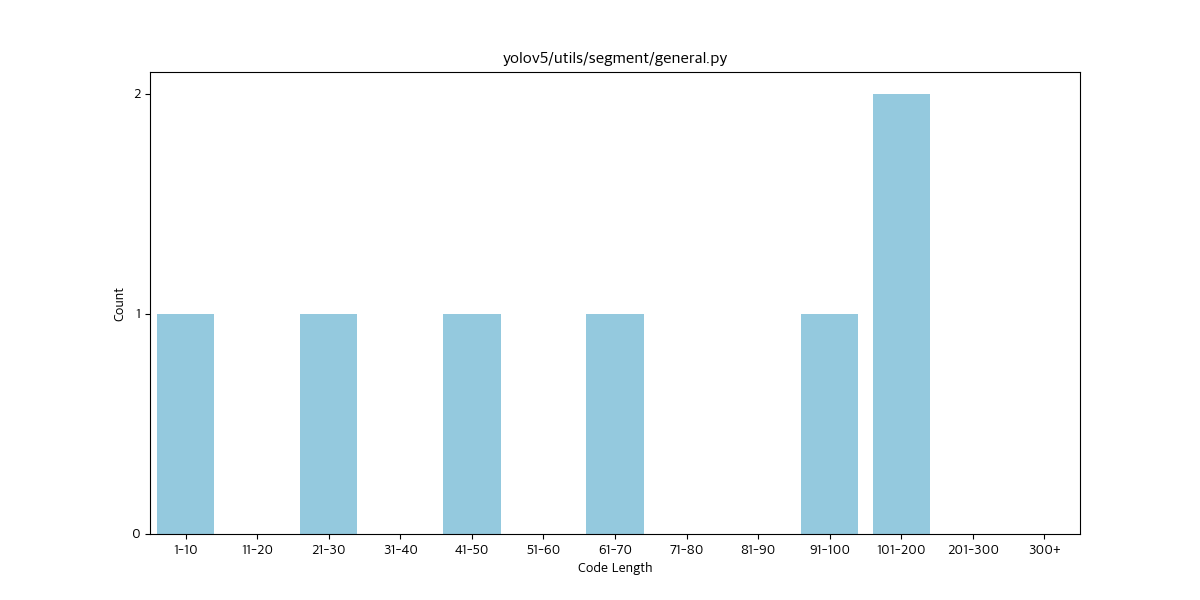 yolov5/utils/segment/general.py
2
1
0
Count
1-10 11-20 21-30 31-40 41-50 51-60 61-70 71-80 81-90 91-100 101-200 201-300 300+
Code Length